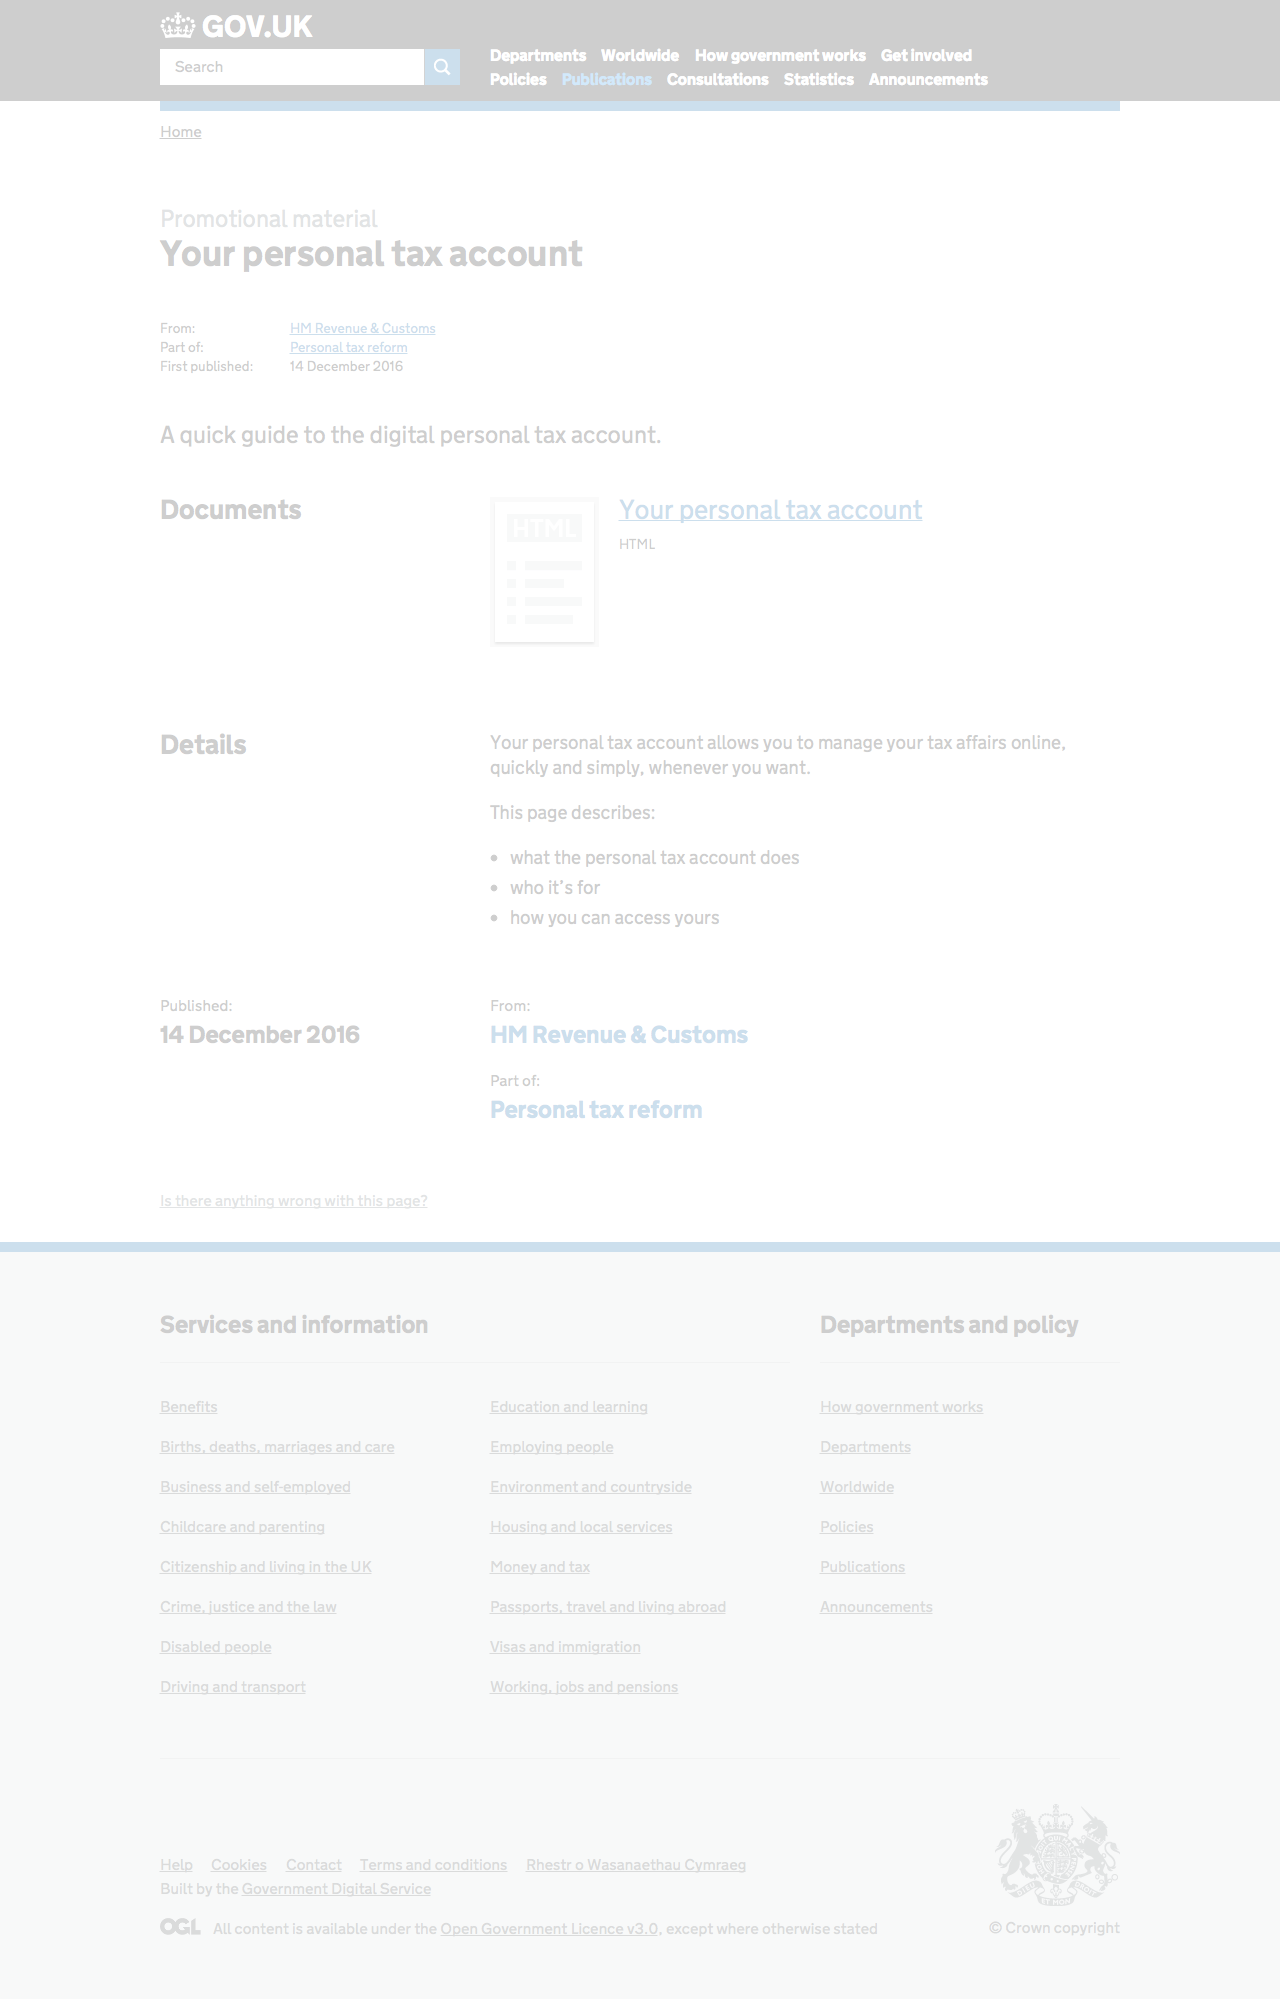 GOV.UK
Search
Departments Worldwide How government works Get involved
Policies Publications Consultations Statistics Announcements
Home
Promotional material
Your personal tax account
From: HM Revenue & Customs
Part of: Personal tax reform
First published: 14 December 2016
A quick guide to the digital personal tax account.
Documents
HTML
Your personal tax account
HTML
Details
Your personal tax account allows you to manage your tax affairs online,
quickly and simply, whenever you want.
This page describes:
• what the personal tax account does
• who it’s for
• how you can access yours
Published:
14 December 2016
From:
HM Revenue & Customs
Part of:
Personal tax reform
Is there anything wrong with this page?
Services and information
Benefits
Births, deaths, marriages and care
Business and self-employed
Childcare and parenting
Citizenship and living in the UK
Crime, justice and the law
Disabled people
Driving and transport
Education and learning
Employing people
Environment and countryside
Housing and local services
Money and tax
Passports, travel and living abroad
Visas and immigration
Working, jobs and pensions
Departments and policy
How government works
Departments
Worldwide
Policies
Publications
Announcements
Help Cookies Contact Terms and conditions Rhestr o Wasanaethau Cymraeg
Built by the Government Digital Service
OGL All content is available under the Open Government Licence v3.0, except where otherwise stated
© Crown copyright